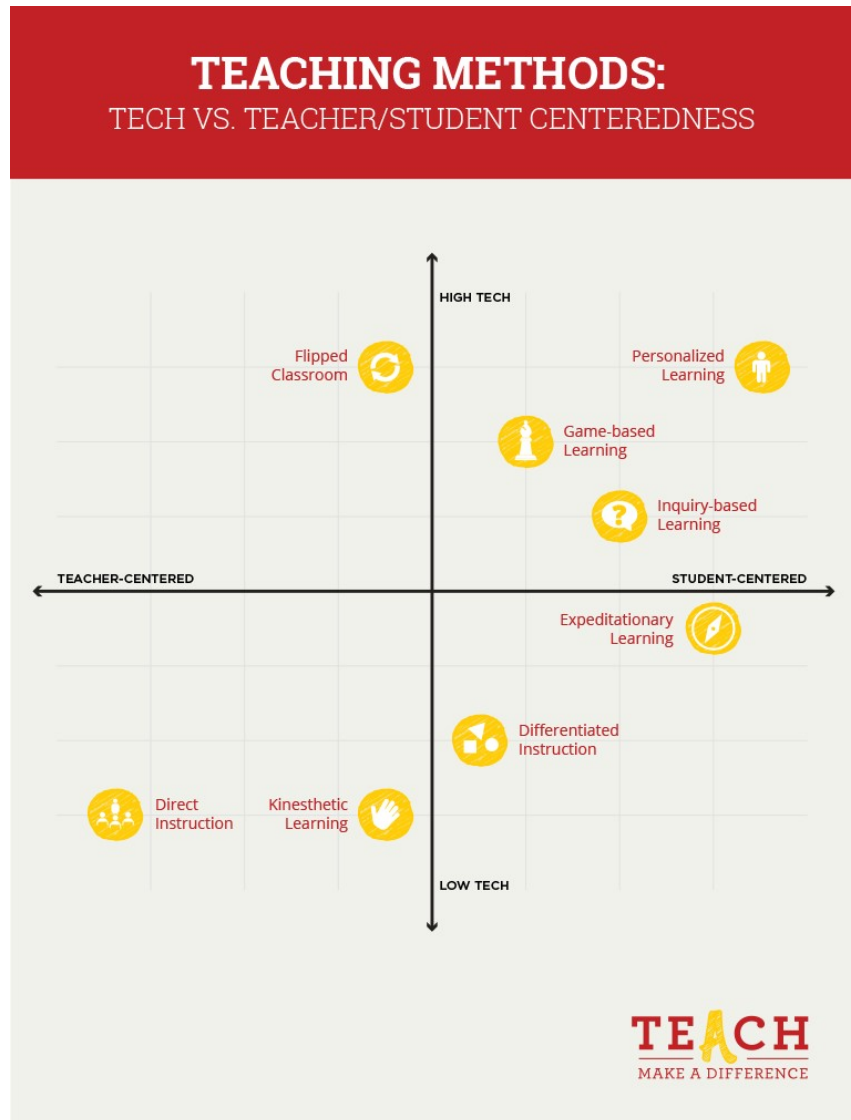 TEACHING METHODS:
TECH VS. TEACHER/STUDENT CENTEREDNESS
HIGH TECH
Flipped
Classroom
Personalized
Learning
Game-based
Learning
?
Inquiry-based
Learning
TEACHER-CENTERED
STUDENT-CENTERED
Expeditationary
Learning
Differentiated
Instruction
Direct
Instruction
Kinesthetic
Learning
LOW TECH
TEACH
MAKE A DIFFERENCE